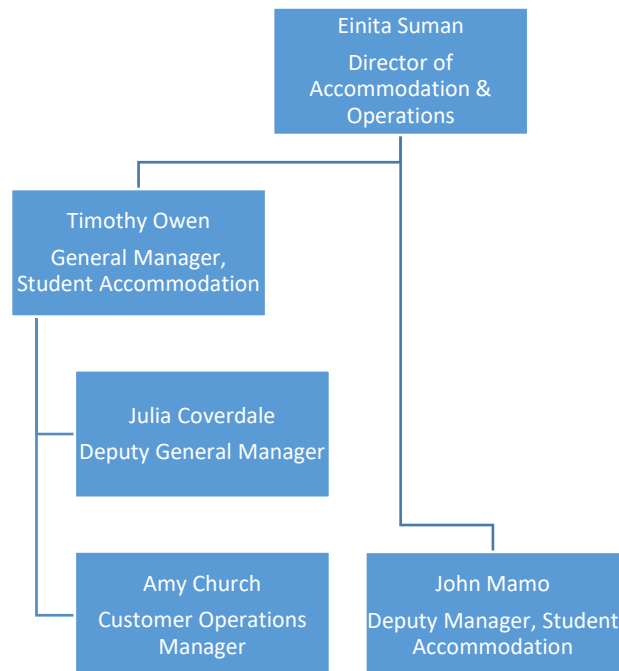 Einita Suman
Director of
Accommodation &
Operations
Timothy Owen
General Manager,
Student Accommodation
Julia Coverdale
Deputy General Manager
Amy Church
Customer Operations
Manager
John Mamo
Deputy Manager, Student
Accommodation